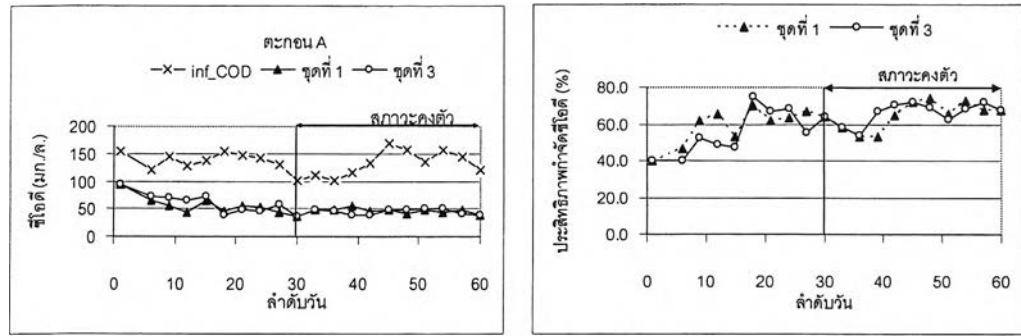 ตะกอน A
inf_COD ชุดที่ 1 ชุดที่ 3
สภาวะคงตัว
ซีโอดี (มก./ล.)
200
150
100
50
0
0 10 20 30 40 50 60
ลำดับวัน
ชุดที่ 1 ชุดที่ 3
สภาวะคงตัว
ประสิทธิภาพกำจัดซีโอดี (%)
80.0
60.0
40.0
20.0
0.0
0 10 20 30 40 50 60
ลำดับวัน